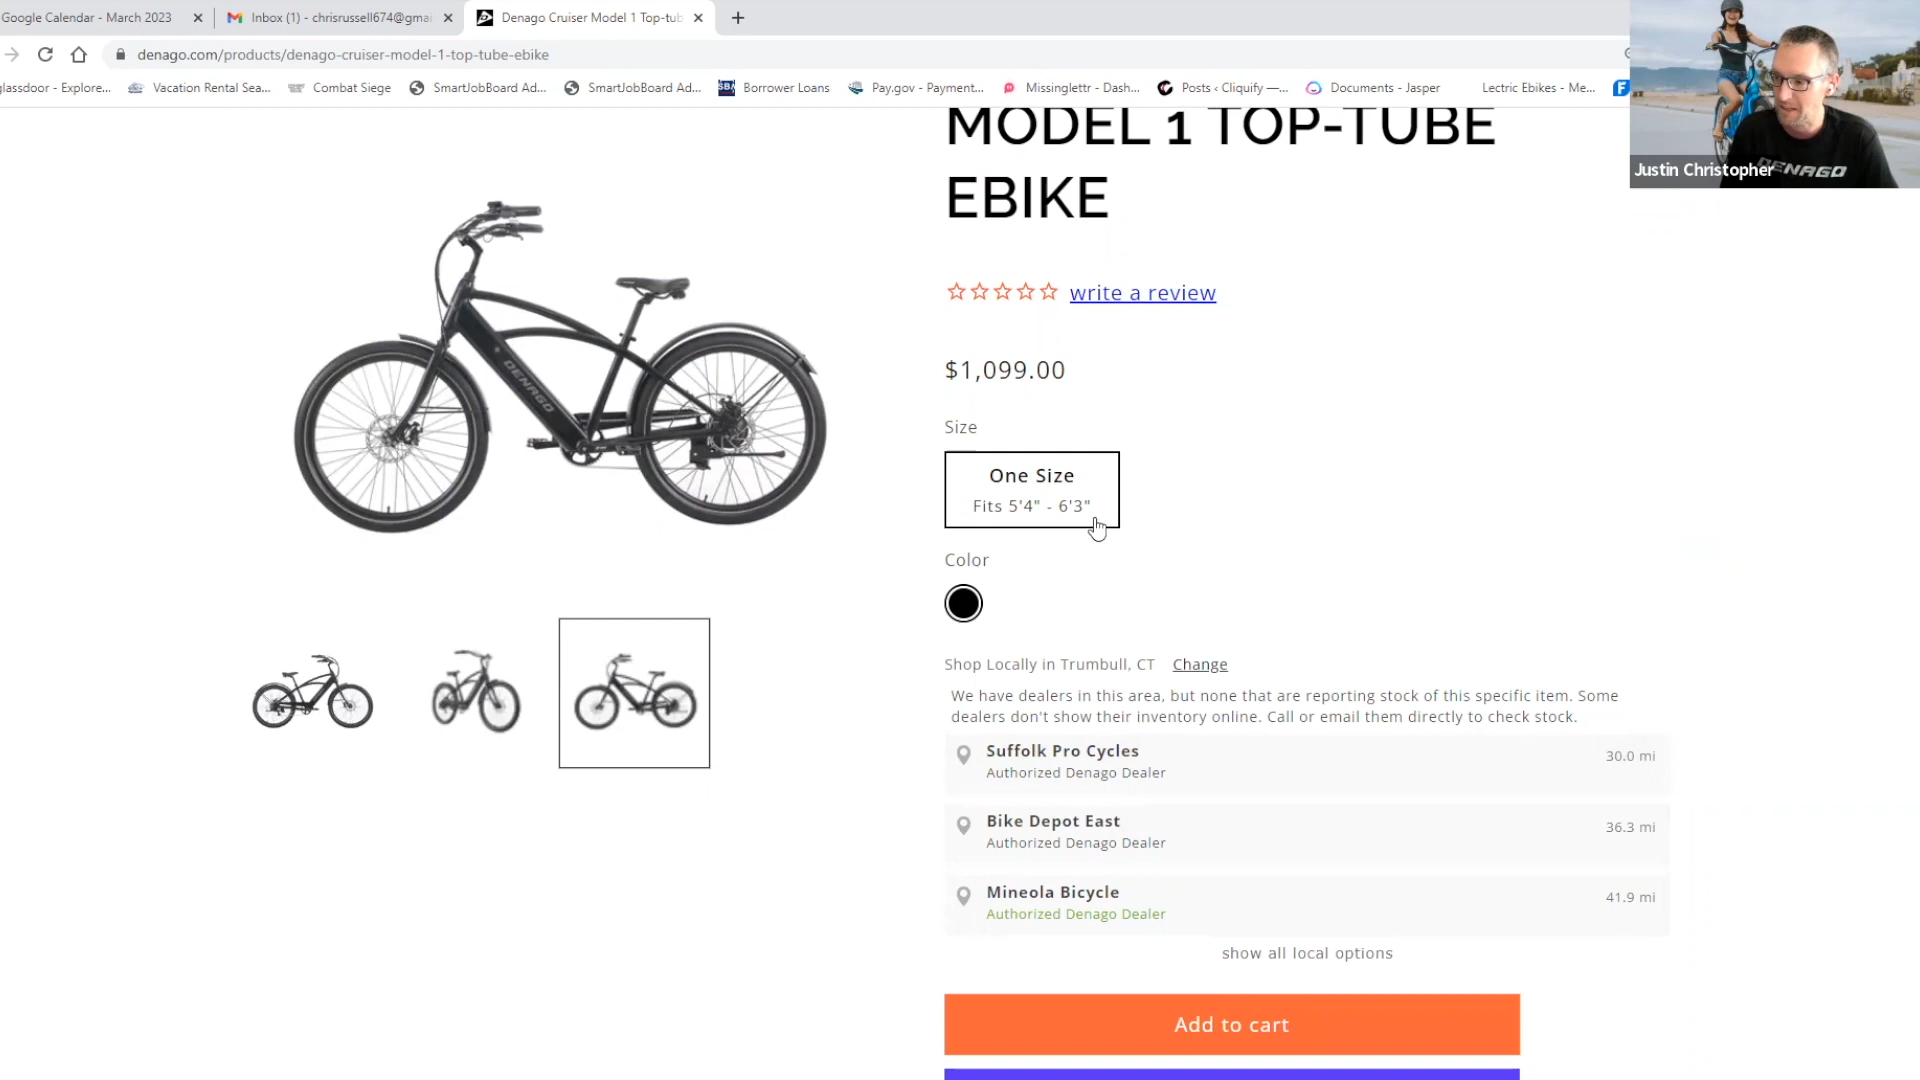 Google Calendar - March 2023
Inbox (1) - chrisrussell674@gmai
Denago Cruiser Model 1 Top-tub
denago.com/products/denago-cruiser-model-1-top-tube-ebike
glassdoor - Explore...
Vacation Rental Sea...
Combat Siege
SmartJobBoard Ad...
SmartJobBoard Ad...
SBA
Borrower Loans
Pay.gov - Payment...
Missinglettr - Dash...
Posts ‹ Cliquify —...
Documents - Jasper
Lectric Ebikes - Me...
DENAGO
Justin Christopher
MODEL 1 TOP-TUBE
EBIKE
DENAGO
write a review
$1,099.00
Size
One Size
Fits 5'4" - 6'3"
Color
Shop Locally in Trumbull, CT Change
We have dealers in this area, but none that are reporting stock of this specific item. Some
dealers don't show their inventory online. Call or email them directly to check stock.
Suffolk Pro Cycles
Authorized Denago Dealer
30.0 mi
Bike Depot East
Authorized Denago Dealer
36.3 mi
Mineola Bicycle
Authorized Denago Dealer
41.9 mi
show all local options
Add to cart